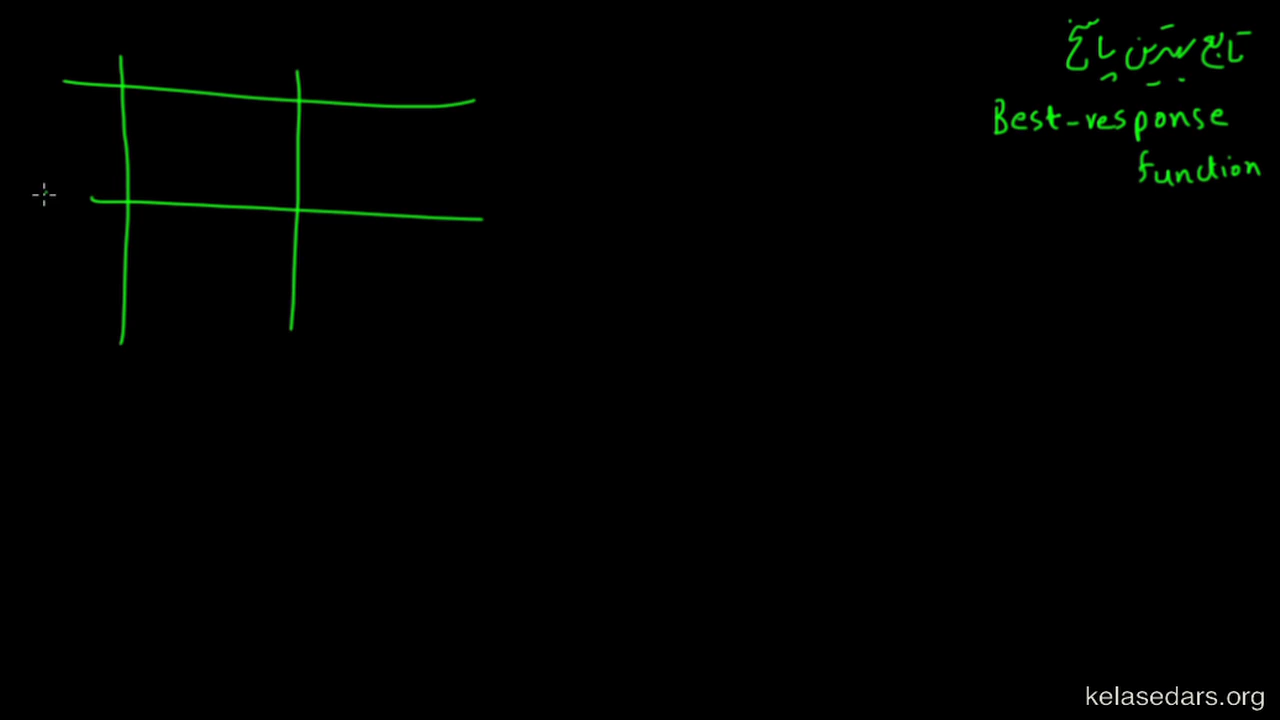 تابع بهترین پاسخ
Best-response
function
kelasedars.org